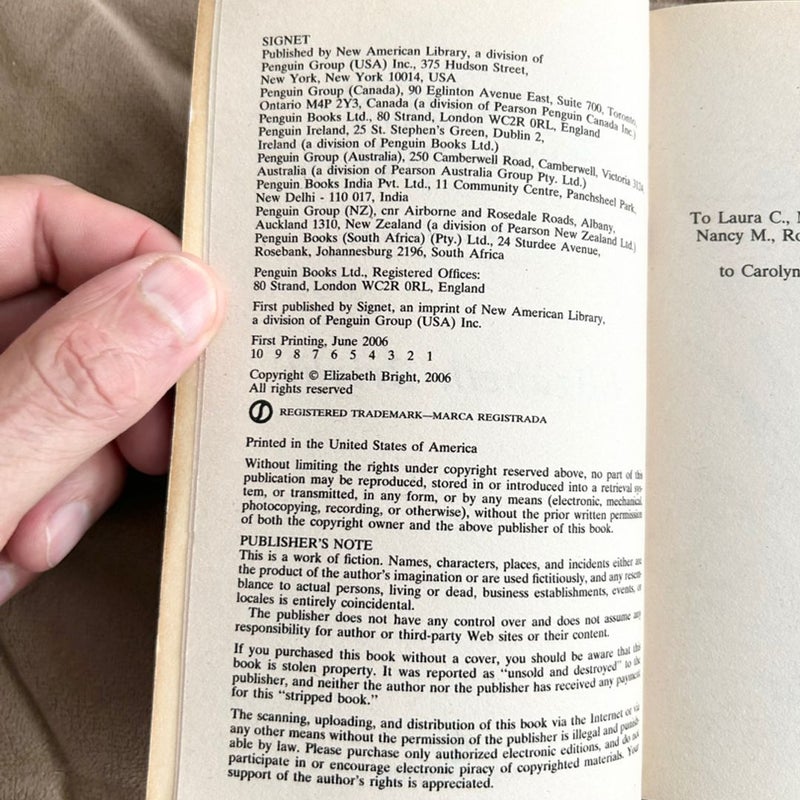 SIGNET
Published by New American Library, a division of
Penguin Group (USA) Inc., 375 Hudson Street,
New York, New York 10014, USA
Penguin Group (Canada), 90 Eglinton Avenue East, Suite 700, Toronto,
Ontario M4P 2Y3, Canada (a division of Pearson Penguin Canada Inc.)
Penguin Books Ltd., 80 Strand, London WC2R 0RL, England
Penguin Ireland, 25 St. Stephen's Green, Dublin 2,
Ireland (a division of Penguin Books Ltd.)
Penguin Group (Australia), 250 Camberwell Road, Camberwell, Victoria 3124,
Australia (a division of Pearson Australia Group Pty. Ltd.)
Penguin Books India Pvt. Ltd., 11 Community Centre, Panchsheel Park,
New Delhi - 110 017, India
Penguin Group (NZ), cnr Airborne and Rosedale Roads, Albany,
Auckland 1310, New Zealand (a division of Pearson New Zealand Ltd.)
Penguin Books (South Africa) (Pty.) Ltd., 24 Sturdee Avenue,
Rosebank, Johannesburg 2196, South Africa
Penguin Books Ltd., Registered Offices:
80 Strand, London WC2R 0RL, England
First published by Signet, an imprint of New American Library,
a division of Penguin Group (USA) Inc.
First Printing, June 2006
10 9 8 7 6 5 4 3 2 1
Copyright © Elizabeth Bright, 2006
All rights reserved
REGISTERED TRADEMARK—MARCA REGISTRADA
Printed in the United States of America
Without limiting the rights under copyright reserved above, no part of this
publication may be reproduced, stored in or introduced into a retrieval sys-
tem, or transmitted, in any form, or by any means (electronic, mechanical,
photocopying, recording, or otherwise), without the prior written permission
of both the copyright owner and the above publisher of this book.
PUBLISHER'S NOTE
This is a work of fiction. Names, characters, places, and incidents either are
the product of the author's imagination or are used fictitiously, and any resem-
blance to actual persons, living or dead, business establishments, events, or
locales is entirely coincidental.
The publisher does not have any control over and does not assume any
responsibility for author or third-party Web sites or their content.
If you purchased this book without a cover, you should be aware that this
book is stolen property. It was reported as "unsold and destroyed" to the
publisher, and neither the author nor the publisher has received any payment
for this "stripped book."
The scanning, uploading, and distribution of this book via the Internet or via
any other means without the permission of the publisher is illegal and punish-
able by law. Please purchase only authorized electronic editions, and do not
participate in or encourage electronic piracy of copyrighted materials. Your
support of the author's rights is appreciated.
To Laura C.,
Nancy M.,
to Carolyn